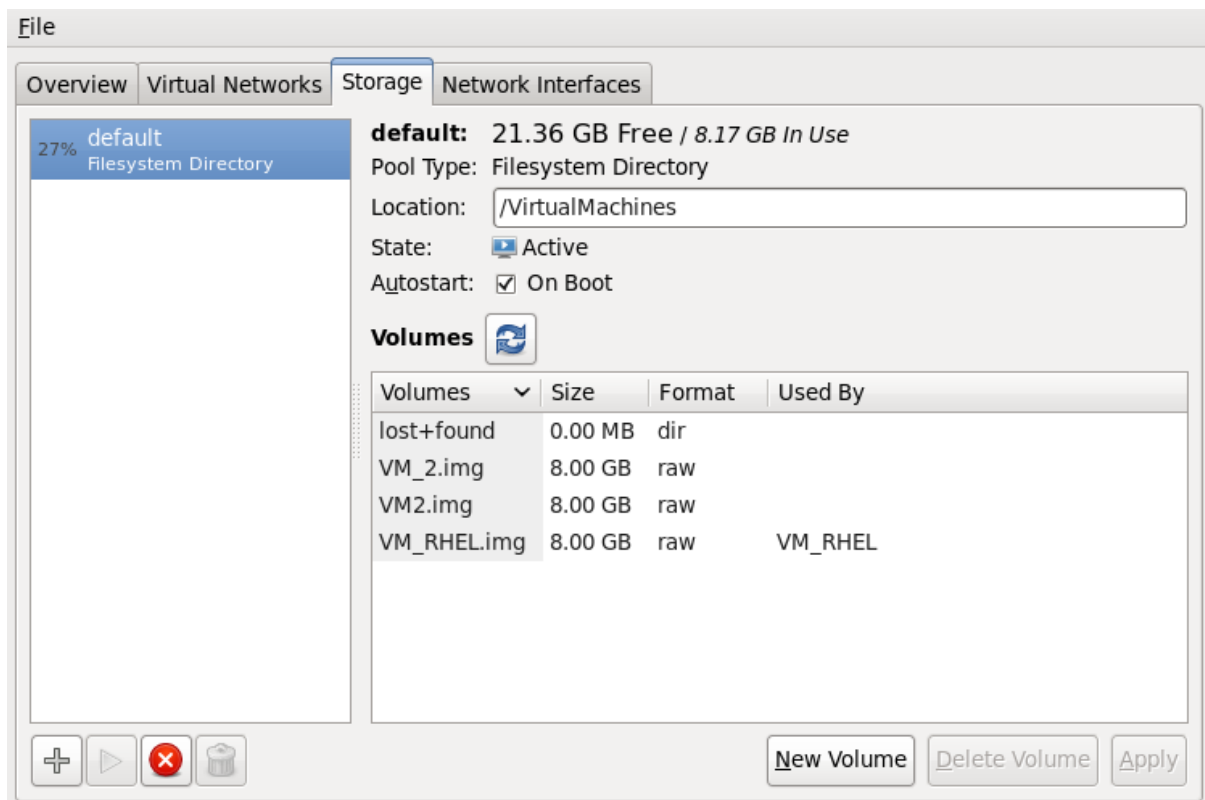 File
Overview Virtual Networks Storage Network Interfaces
27% default
Filesystem Directory
default: 21.36 GB Free / 8.17 GB In Use
Pool Type: Filesystem Directory
Location: /VirtualMachines
State: Active
Autostart: On Boot
Volumes
Volumes Size Format Used By
lost+found 0.00 MB dir
VM_2.img 8.00 GB raw
VM2.img 8.00 GB raw
VM_RHEL.img 8.00 GB raw VM_RHEL
New Volume Delete Volume Apply